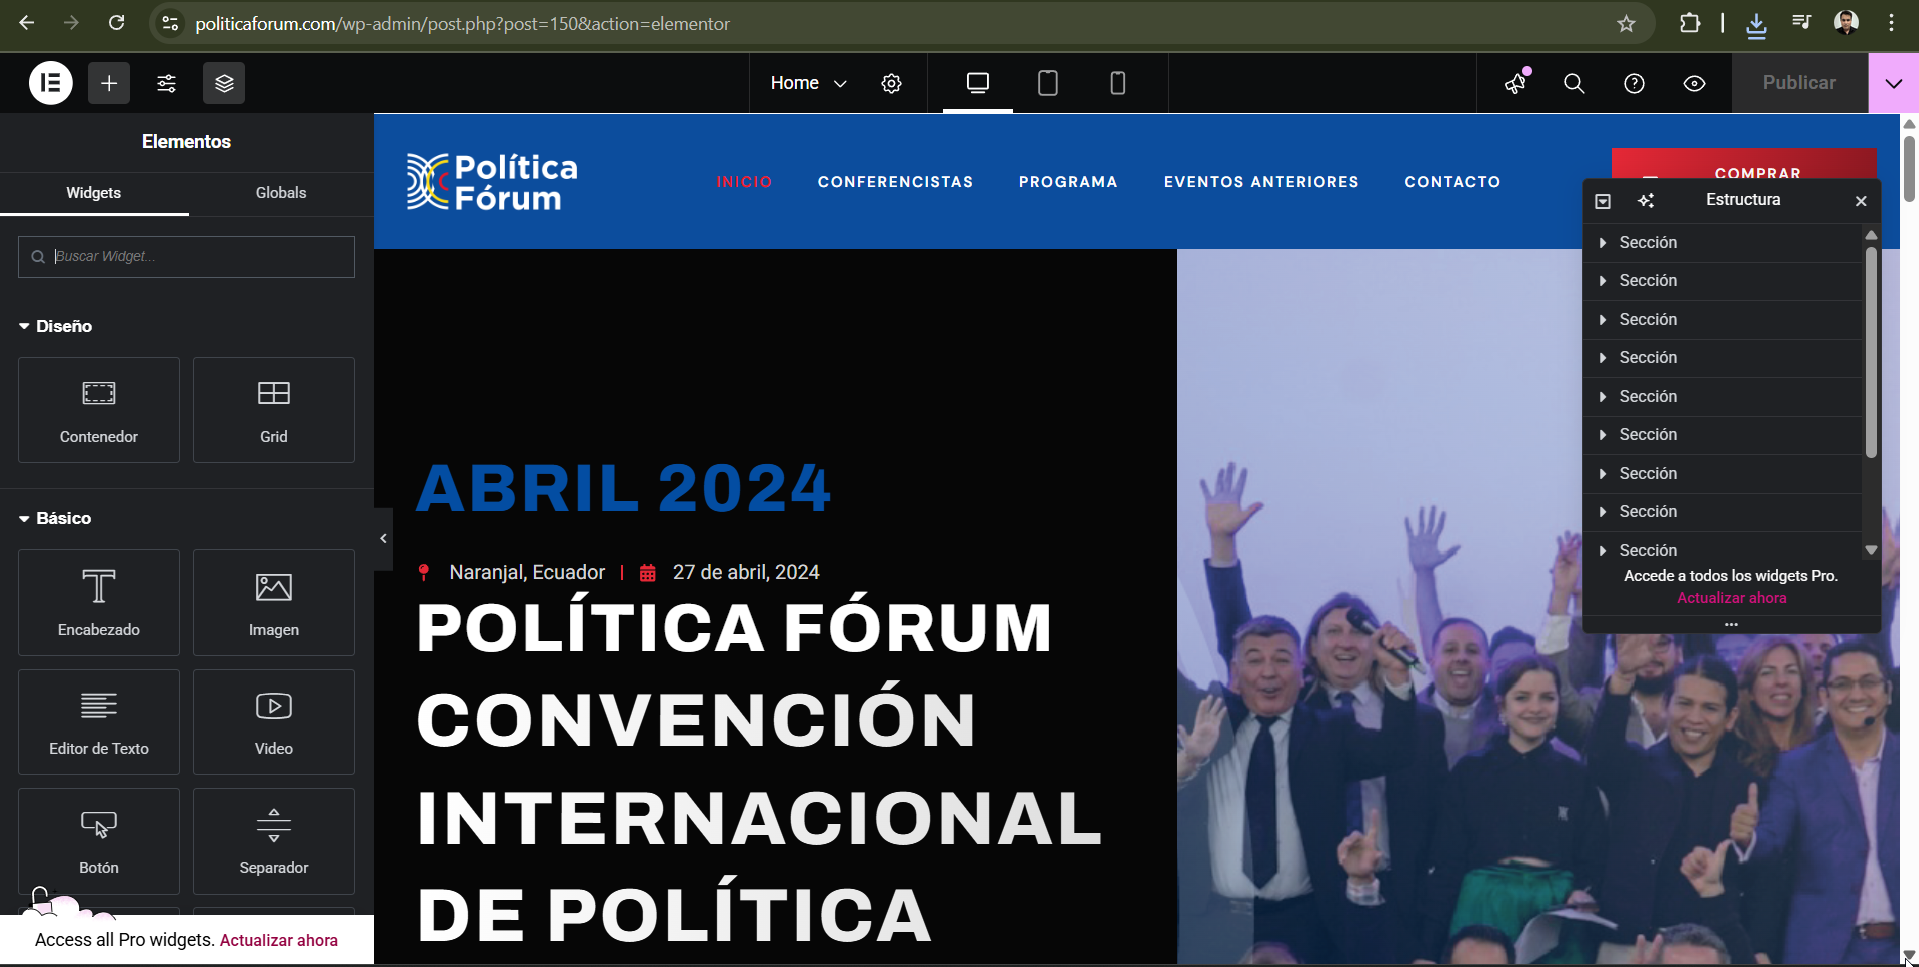 politicaforum.com/wp-admin/post.php?post=150&action=elementor
Home
Publicar
Elementos
Widgets
Globals
Buscar Widget...
Diseño
Contenedor
Grid
Básico
Encabezado
Imagen
Editor de Texto
Video
Botón
Separador
Access all Pro widgets. Actualizar ahora
Política
Fórum
INICIO
CONFERENCISTAS
PROGRAMA
EVENTOS ANTERIORES
CONTACTO
COMPRAR
ABRIL 2024
Naranjal, Ecuador | 27 de abril, 2024
POLÍTICA FÓRUM
CONVENCIÓN
INTERNACIONAL
DE POLÍTICA
Estructura
Sección
Sección
Sección
Sección
Sección
Sección
Sección
Sección
Sección
Accede a todos los widgets Pro.
Actualizar ahora